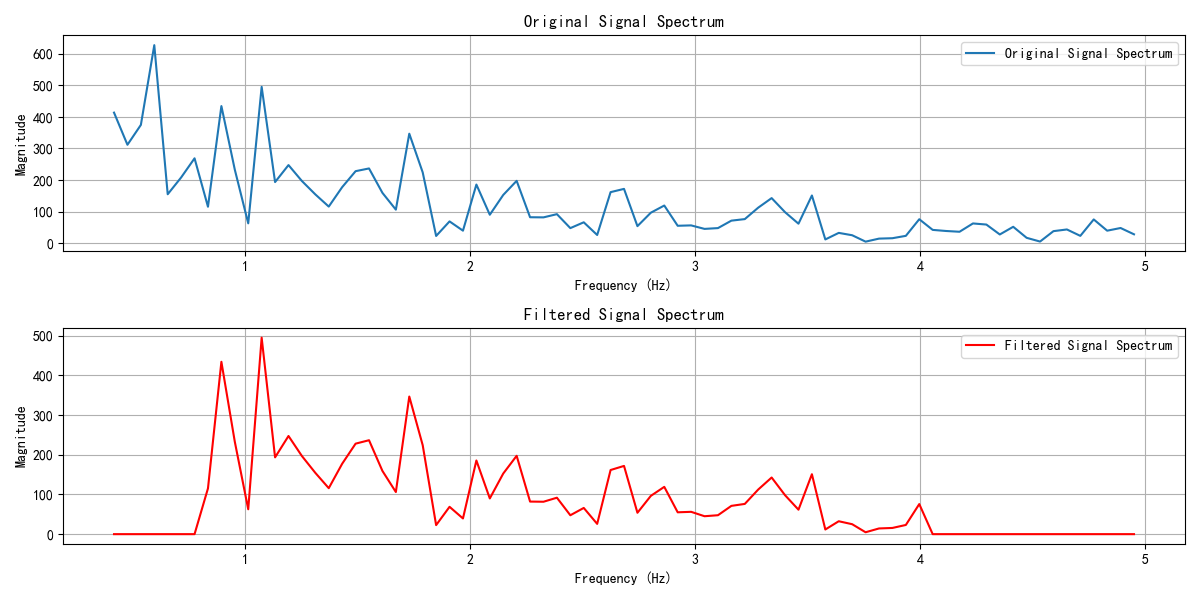 Original Signal Spectrum
Original Signal Spectrum
Magnitude
600
500
400
300
200
100
0
1 2 3 4 5
Frequency (Hz)
Filtered Signal Spectrum
Filtered Signal Spectrum
Magnitude
500
400
300
200
100
0
1 2 3 4 5
Frequency (Hz)